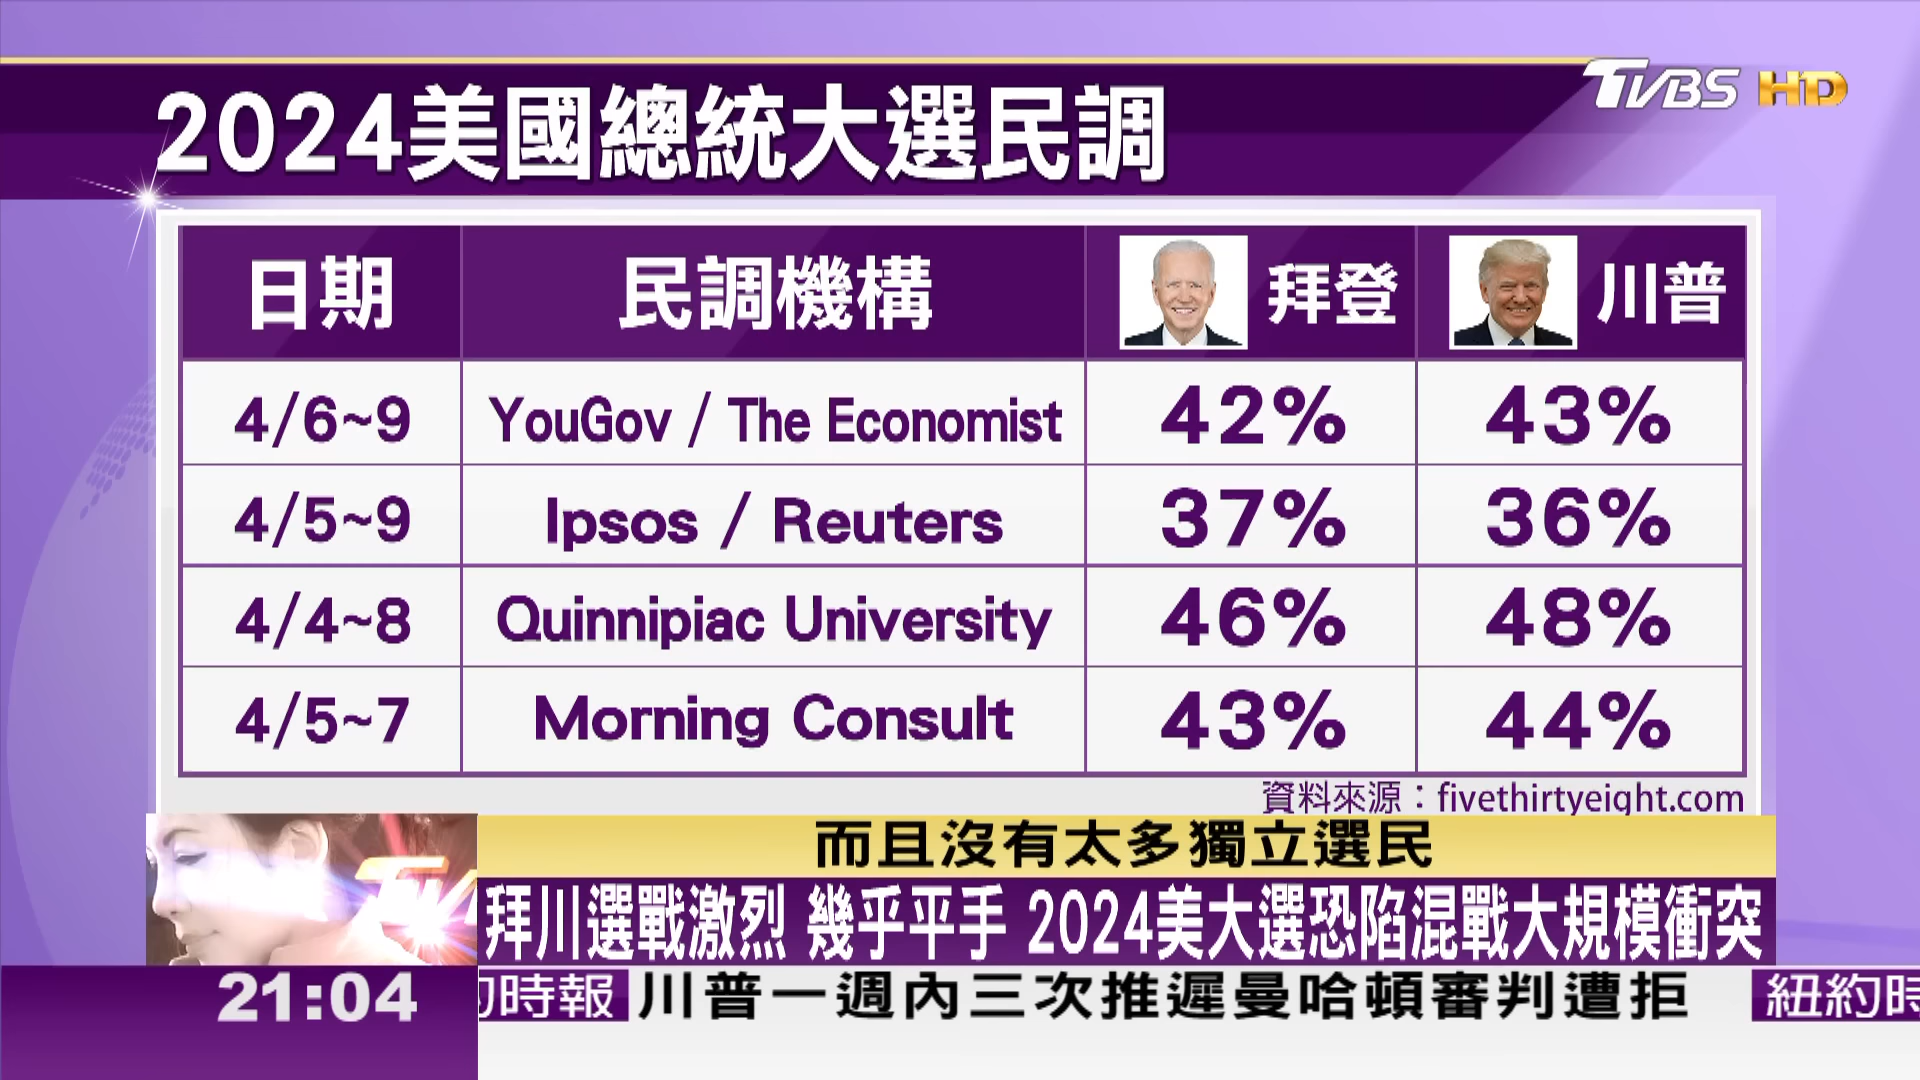 TVBS HD
2024美國總統大選民調
日期 民調機構 拜登 川普
4/6~9 YouGov / The Economist 42% 43%
4/5~9 Ipsos / Reuters 37% 36%
4/4~8 Quinnipiac University 46% 48%
4/5~7 Morning Consult 43% 44%
資料來源：fivethirtyeight.com
而且沒有太多獨立選民
拜川選戰激烈 幾乎平手 2024美大選恐陷混戰大規模衝突
21:04 時報 川普一週內三次推遲曼哈頓審判遭拒 紐約時